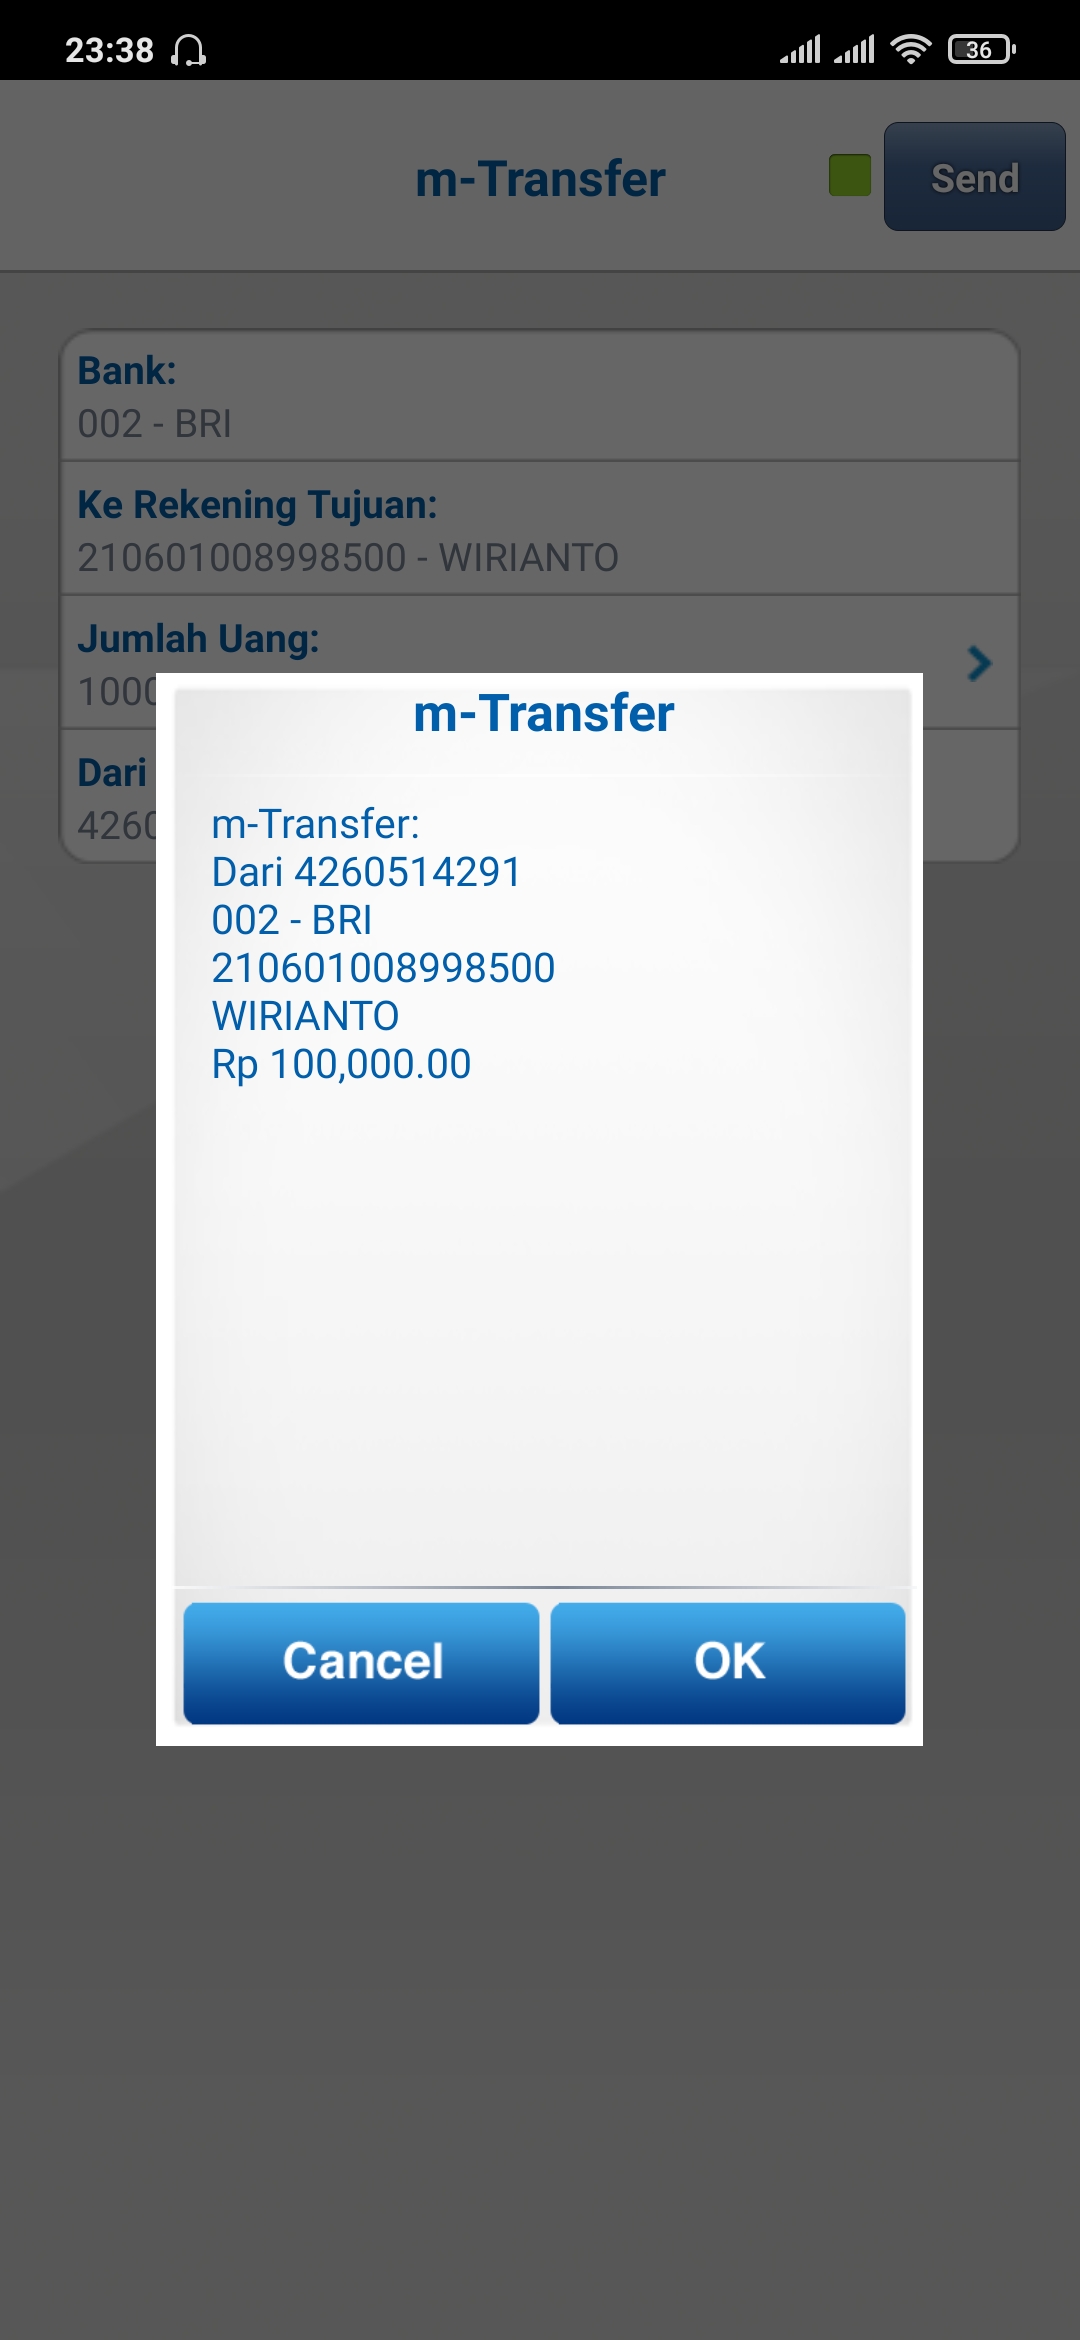 23:38
36
m-Transfer
Send
Bank:
002 - BRI
Ke Rekening Tujuan:
210601008998500 - WIRIANTO
Jumlah Uang:
1000
Dari
4260
m-Transfer
m-Transfer:
Dari 4260514291
002 - BRI
210601008998500
WIRIANTO
Rp 100,000.00
Cancel
OK